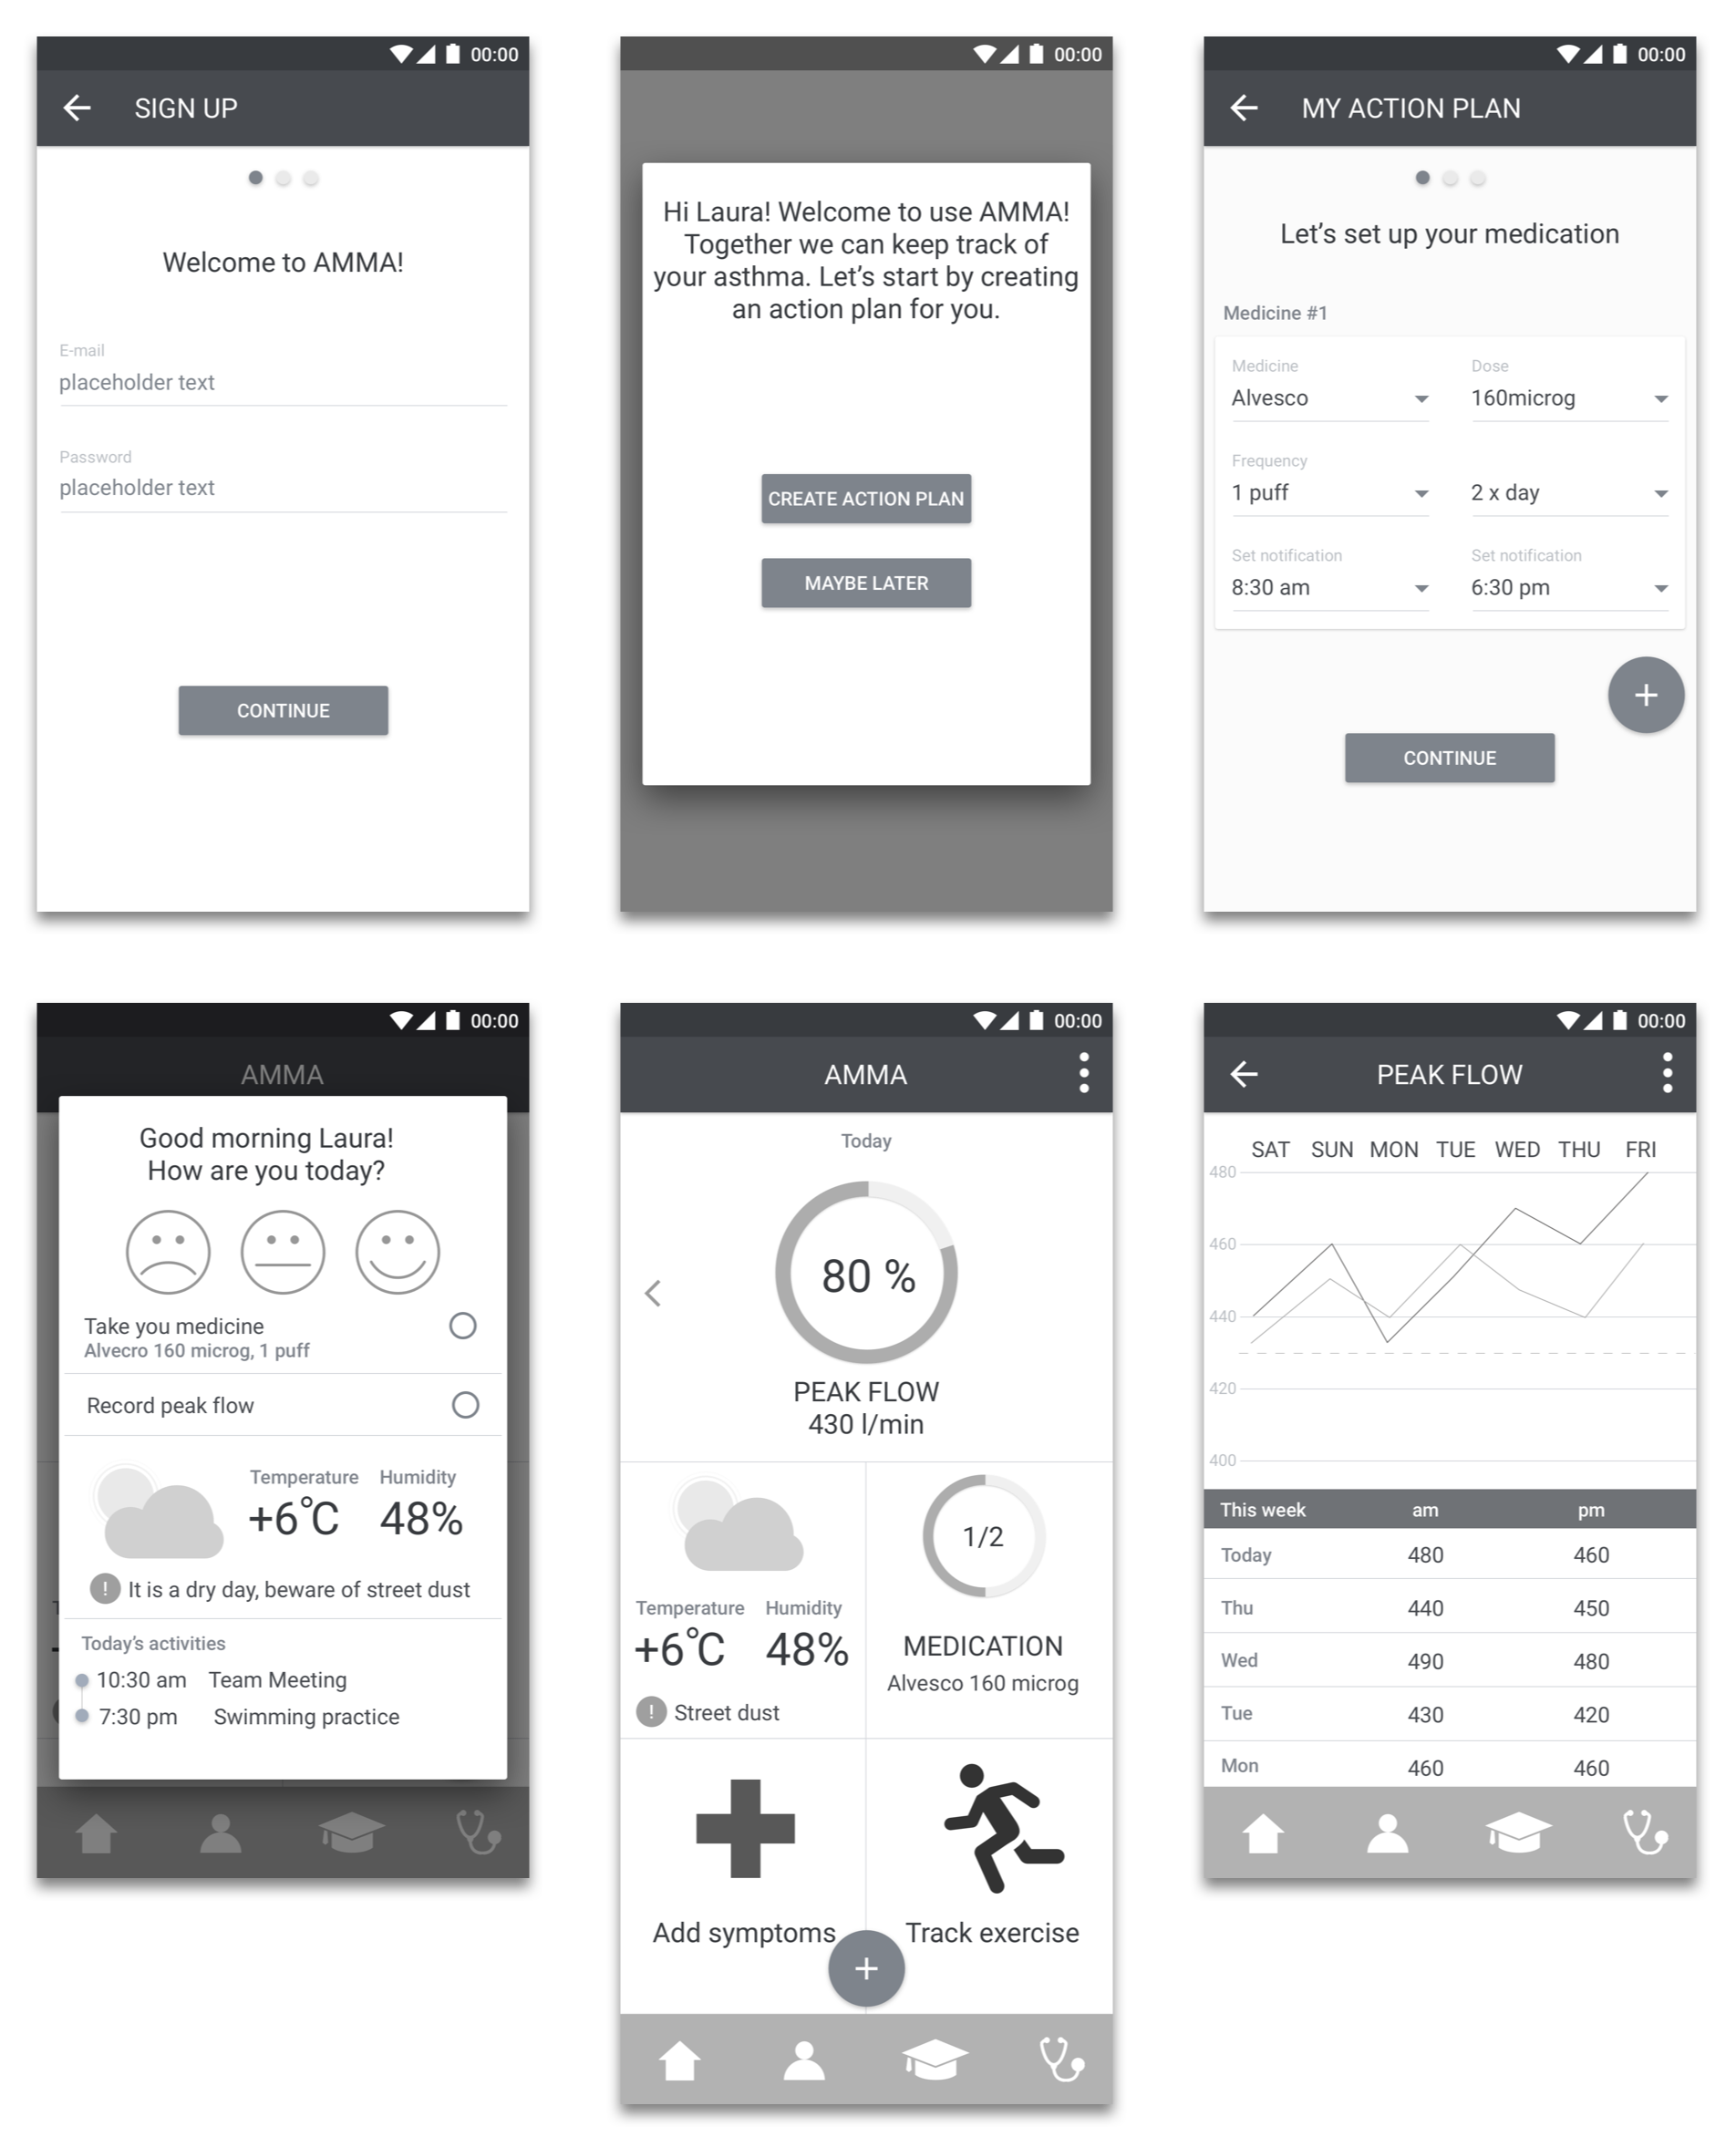 00:00
SIGN UP
Welcome to AMMA!
E-mail
placeholder text
Password
placeholder text
CONTINUE
00:00
Hi Laura! Welcome to use AMMA!
Together we can keep track of
your asthma. Let’s start by creating
an action plan for you.
CREATE ACTION PLAN
MAYBE LATER
00:00
MY ACTION PLAN
Let’s set up your medication
Medicine #1
Medicine Dose
Alvesco 160microg
Frequency
1 puff 2 x day
Set notification Set notification
8:30 am 6:30 pm
+
CONTINUE
00:00
AMMA
Good morning Laura!
How are you today?
Take you medicine
Alvecro 160 microg, 1 puff
Record peak flow
Temperature Humidity
+6°C 48%
! It is a dry day, beware of street dust
Today’s activities
10:30 am Team Meeting
7:30 pm Swimming practice
00:00
AMMA
Today
80 %
PEAK FLOW
430 l/min
Temperature Humidity
+6°C 48%
! Street dust
1/2
MEDICATION
Alvesco 160 microg
Add symptoms
Track exercise
+
00:00
PEAK FLOW
SAT SUN MON TUE WED THU FRI
480
460
440
420
400
This week am pm
Today 480 460
Thu 440 450
Wed 490 480
Tue 430 420
Mon 460 460